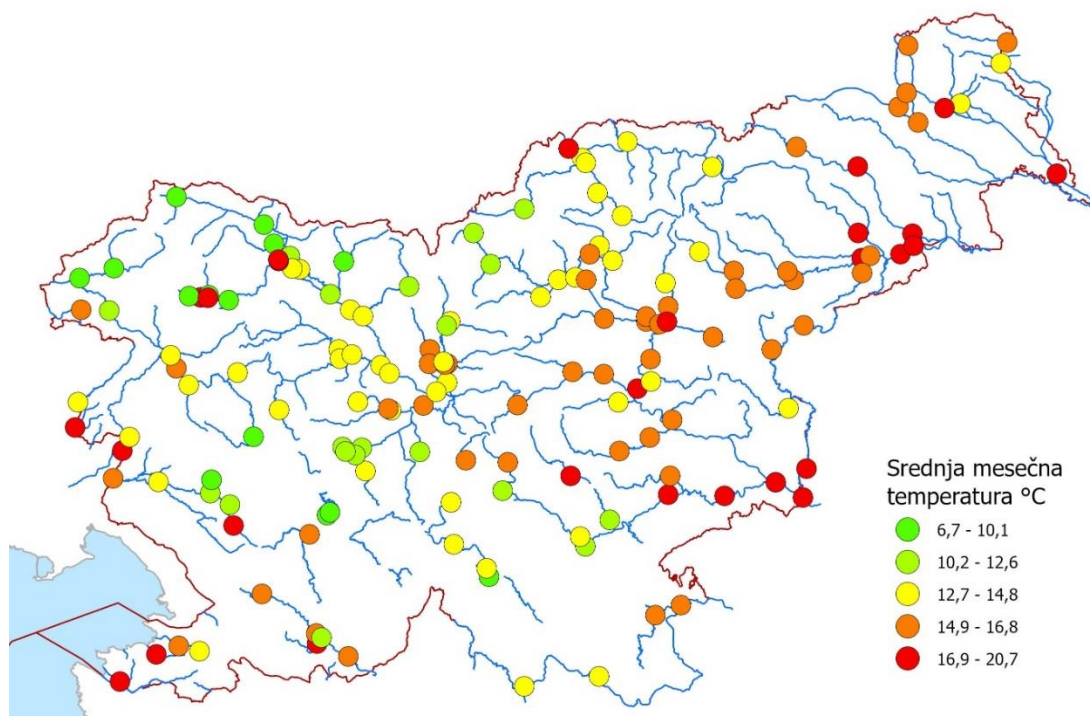 Srednja mesečna
temperatura °C
6,7 - 10,1
10,2 - 12,6
12,7 - 14,8
14,9 - 16,8
16,9 - 20,7